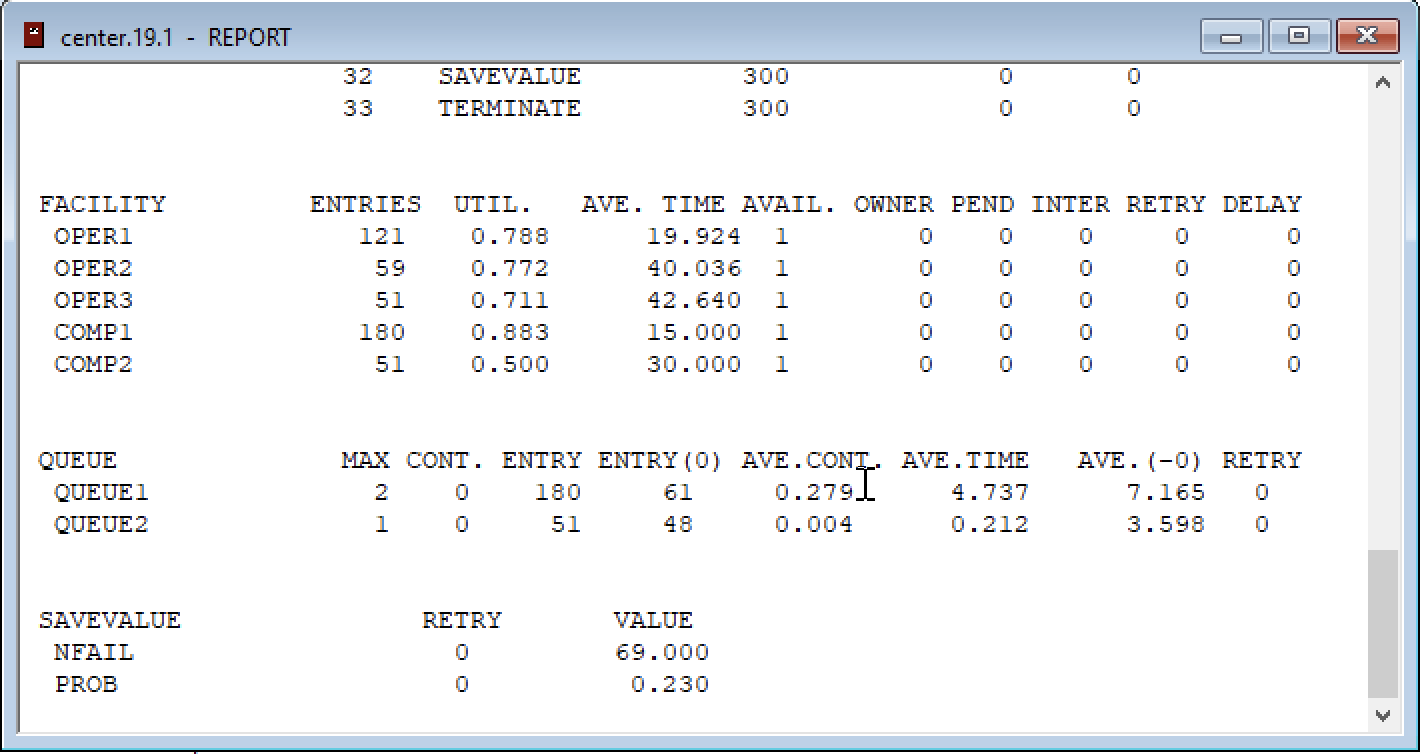 center.19.1 - REPORT
32 SAVEVALUE 300 0 0
33 TERMINATE 300 0 0
FACILITY ENTRIES UTIL. AVE. TIME AVAIL. OWNER PEND INTER RETRY DELAY
OPER1 121 0.788 19.924 1 0 0 0 0 0
OPER2 59 0.772 40.036 1 0 0 0 0 0
OPER3 51 0.711 42.640 1 0 0 0 0 0
COMP1 180 0.883 15.000 1 0 0 0 0 0
COMP2 51 0.500 30.000 1 0 0 0 0 0
QUEUE MAX CONT. ENTRY ENTRY(0) AVE.CONT. AVE.TIME AVE.(-0) RETRY
QUEUE1 2 0 180 61 0.279 4.737 7.165 0
QUEUE2 1 0 51 48 0.004 0.212 3.598 0
SAVEVALUE RETRY VALUE
NFAIL 0 69.000
PROB 0 0.230